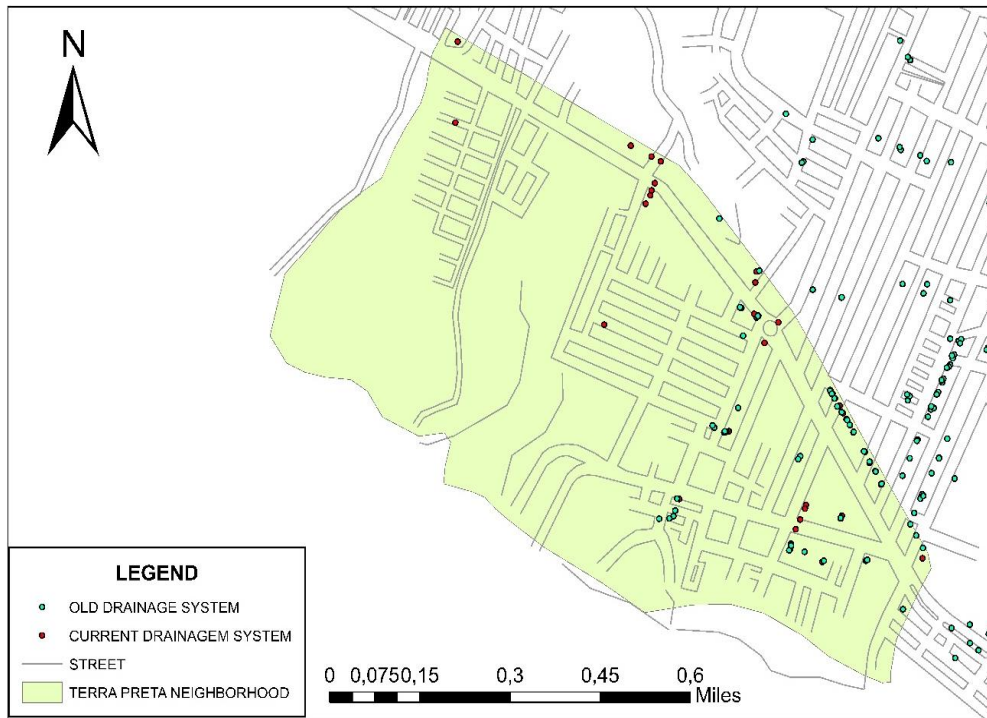 N
LEGEND
OLD DRAINAGE SYSTEM
CURRENT DRAINAGEM SYSTEM
STREET
TERRA PRETA NEIGHBORHOOD
0 0,0750,15 0,3 0,45 0,6
Miles